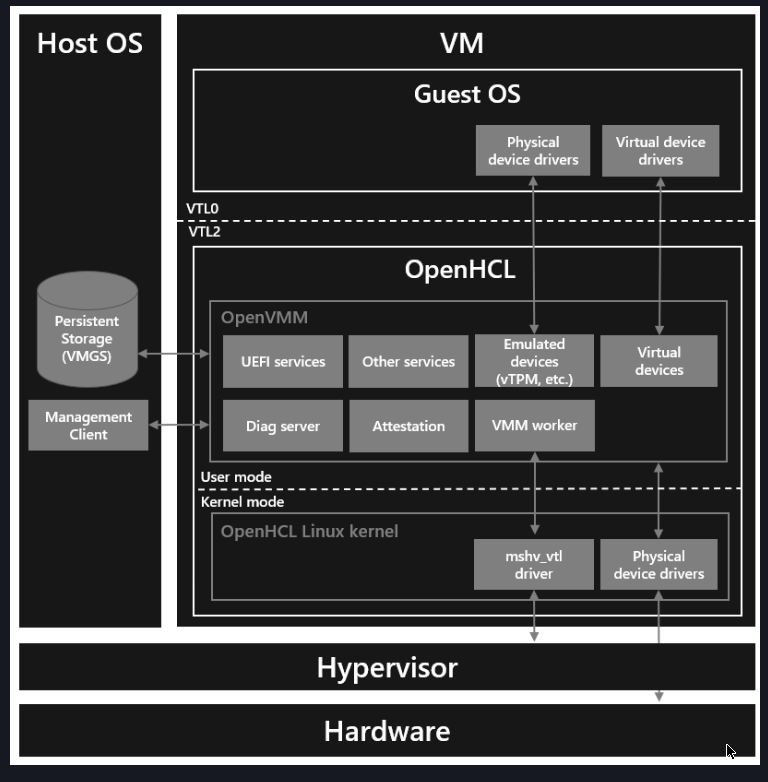 Host OS
VM
Guest OS
Physical
device drivers
Virtual device
drivers
VTL0
VTL2
OpenHCL
OpenVMM
Persistent
Storage
(VMGS)
UEFI services
Other services
Emulated
devices
(vTPM, etc.)
Virtual
devices
Management
Client
Diag server
Attestation
VMM worker
User mode
Kernel mode
OpenHCL Linux kernel
mshv_vtl
driver
Physical
device drivers
Hypervisor
Hardware